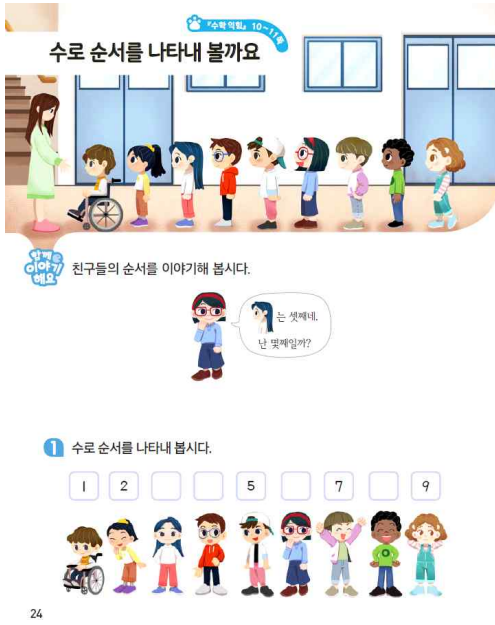 『수학 익힘』 10~11쪽
수로 순서를 나타내 볼까요
함께
이야기
해요
친구들의 순서를 이야기해 봅시다.
는 셋째네.
난 몇째일까?
1 수로 순서를 나타내 봅시다.
1 2 5 7 9
24